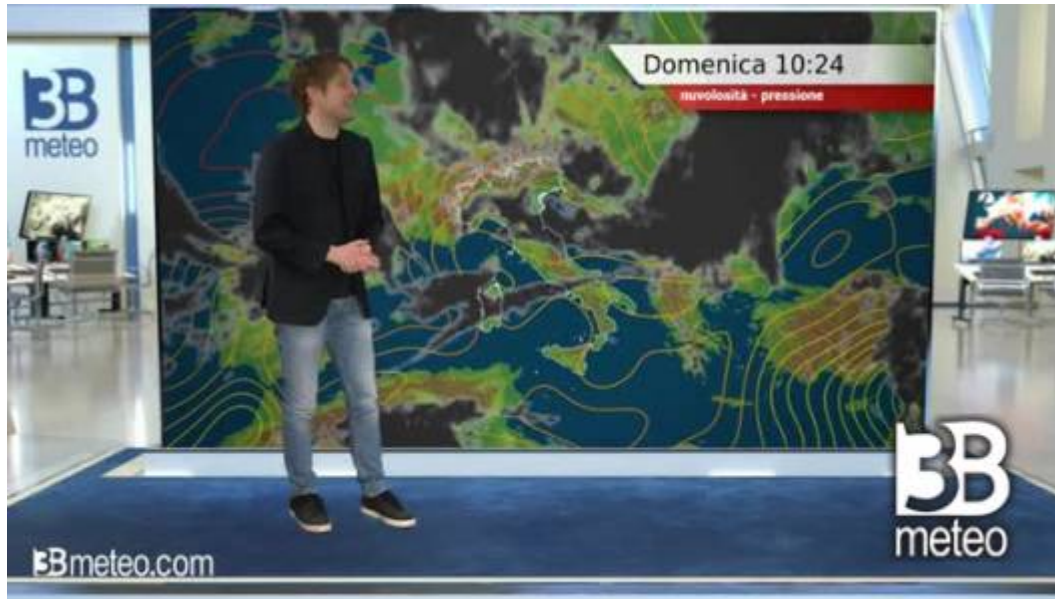 3B
meteo
Domenica 10:24
nuvolosità - pressione
3B
meteo
3Bmeteo.com